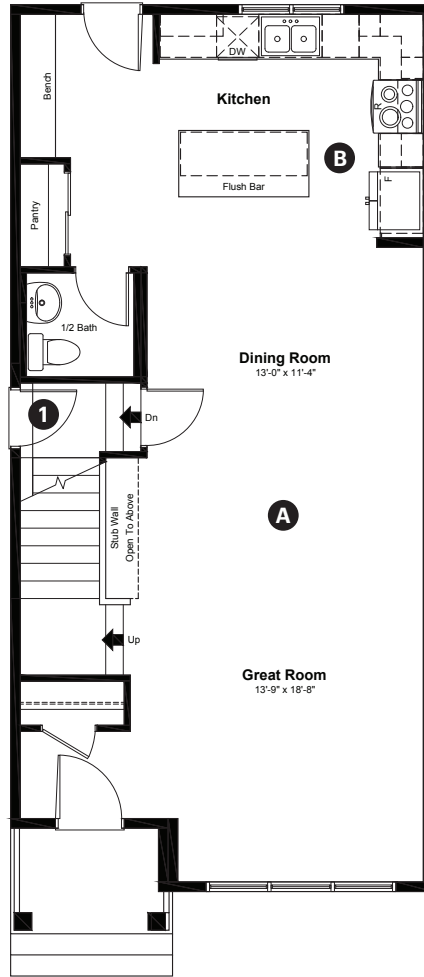 Bench
DW
Kitchen
R
B
F
Flush Bar
Pantry
1/2 Bath
Dining Room
13'-0" x 11'-4"
1
Dn
A
Stub Wall
Open To Above
Up
Great Room
13'-9" x 18'-8"